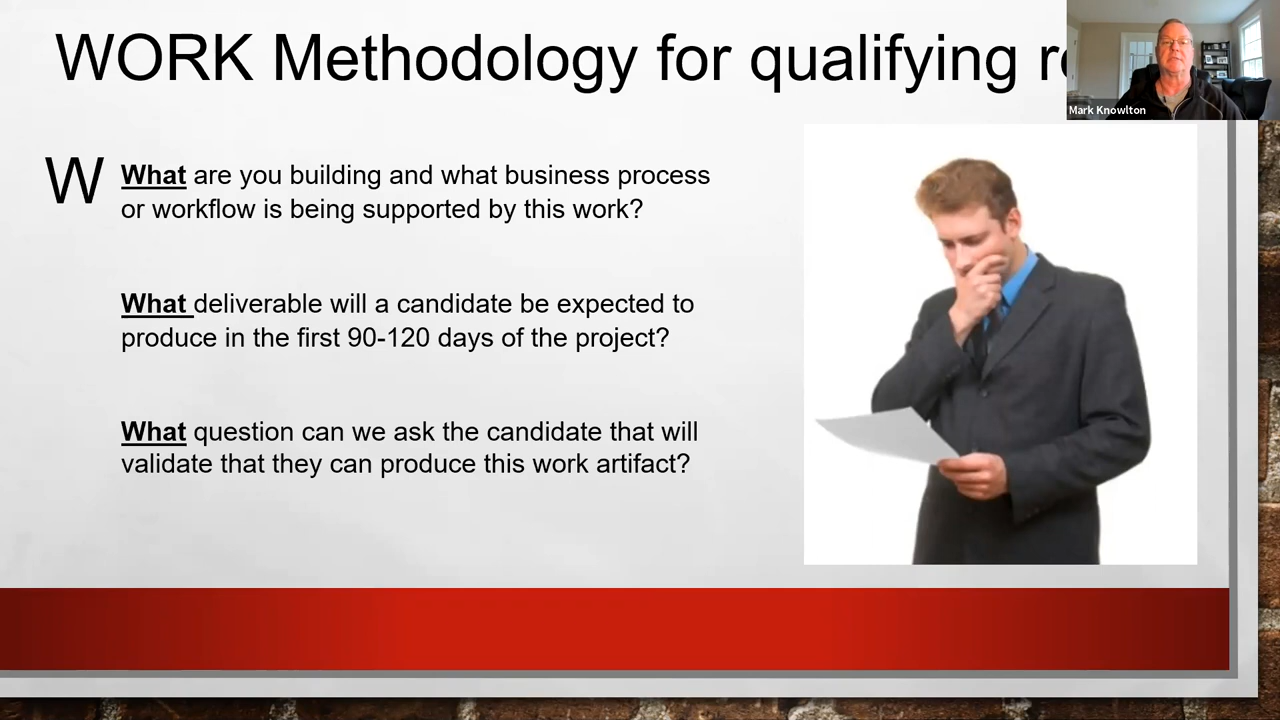 WORK Methodology for qualifying
Mark Knowlton
W
What are you building and what business process
or workflow is being supported by this work?
What deliverable will a candidate be expected to
produce in the first 90-120 days of the project?
What question can we ask the candidate that will
validate that they can produce this work artifact?